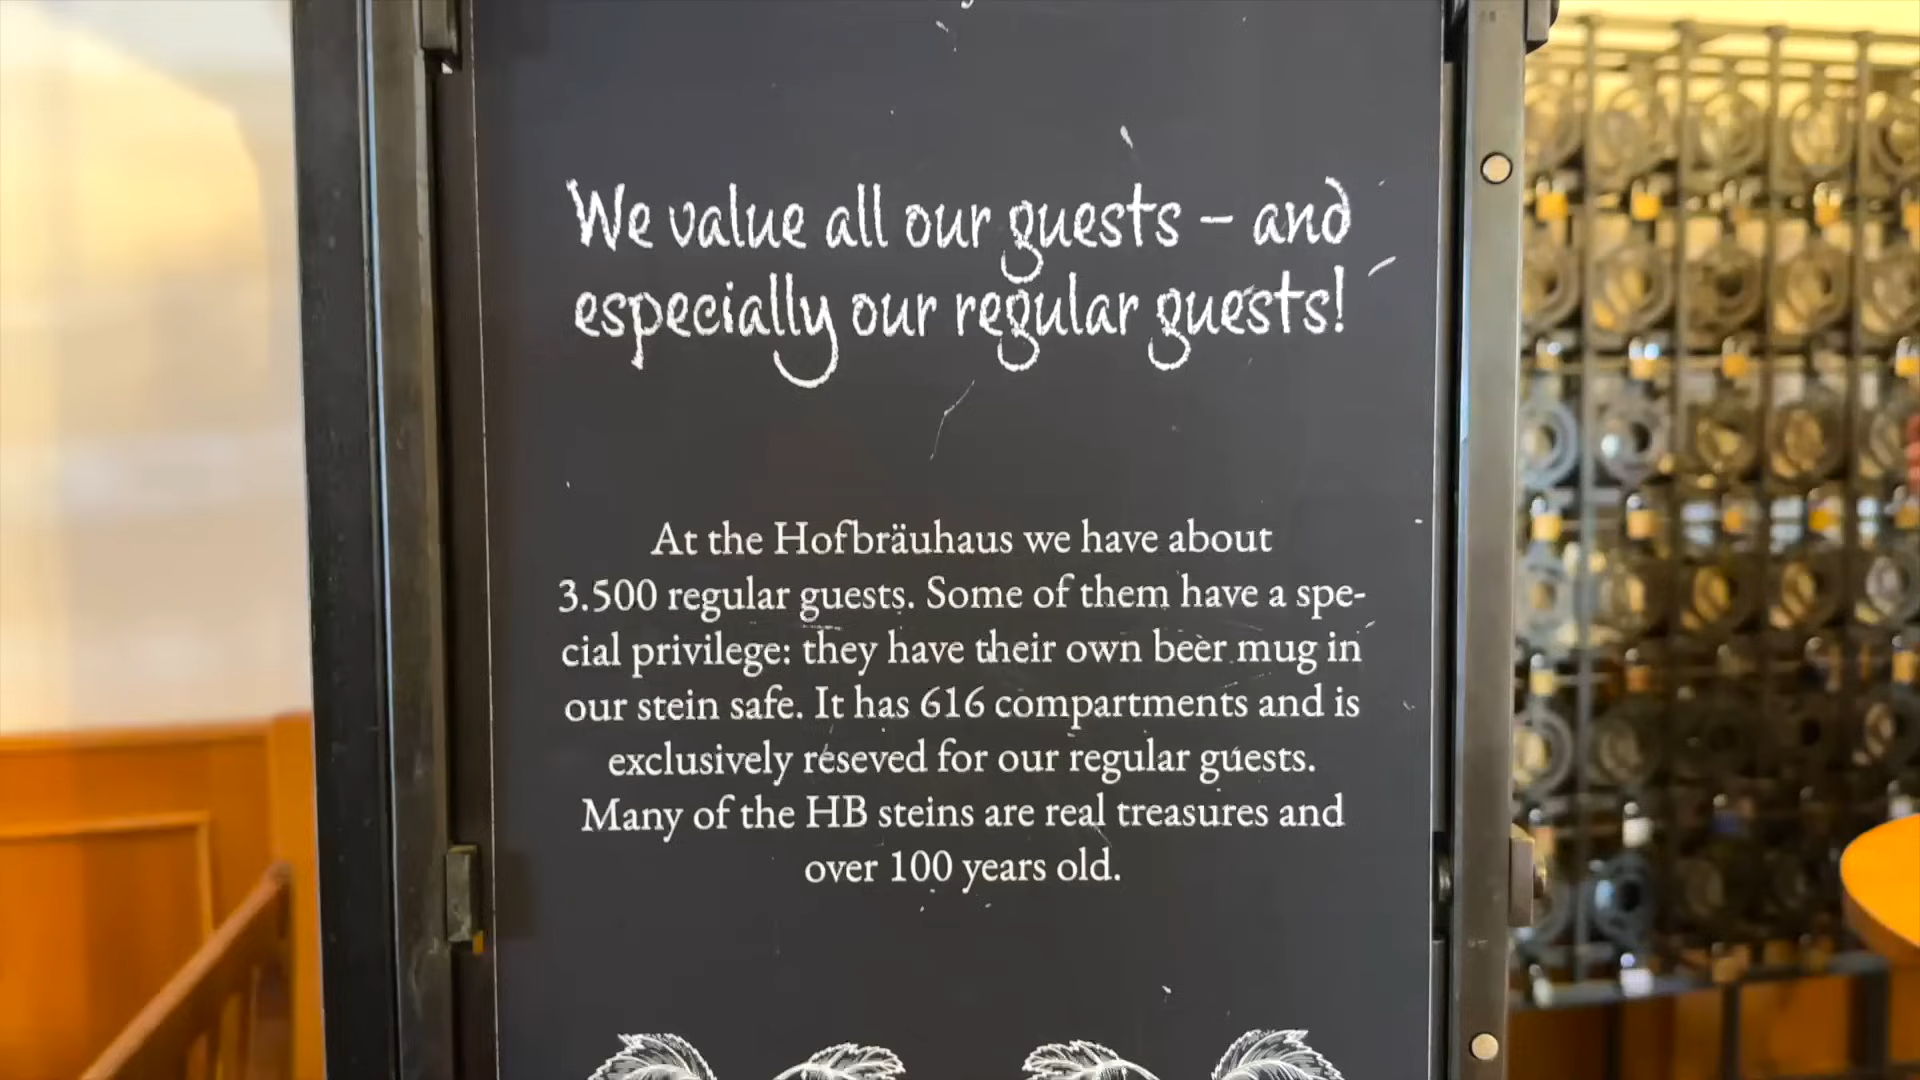 We value all our guests – and
especially our regular guests!
At the Hofbräuhaus we have about
3.500 regular guests. Some of them have a spe-
cial privilege: they have their own beer mug in
our stein safe. It has 616 compartments and is
exclusively reseved for our regular guests.
Many of the HB steins are real treasures and
over 100 years old.